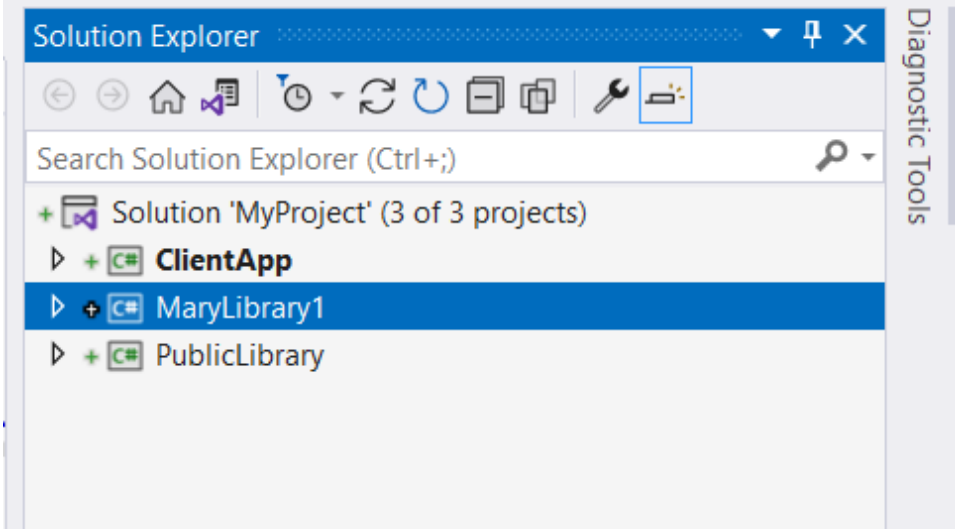 Solution Explorer
Search Solution Explorer (Ctrl+;)
Solution 'MyProject' (3 of 3 projects)
C# ClientApp
C# MaryLibrary1
C# PublicLibrary
Diagnostic Tools